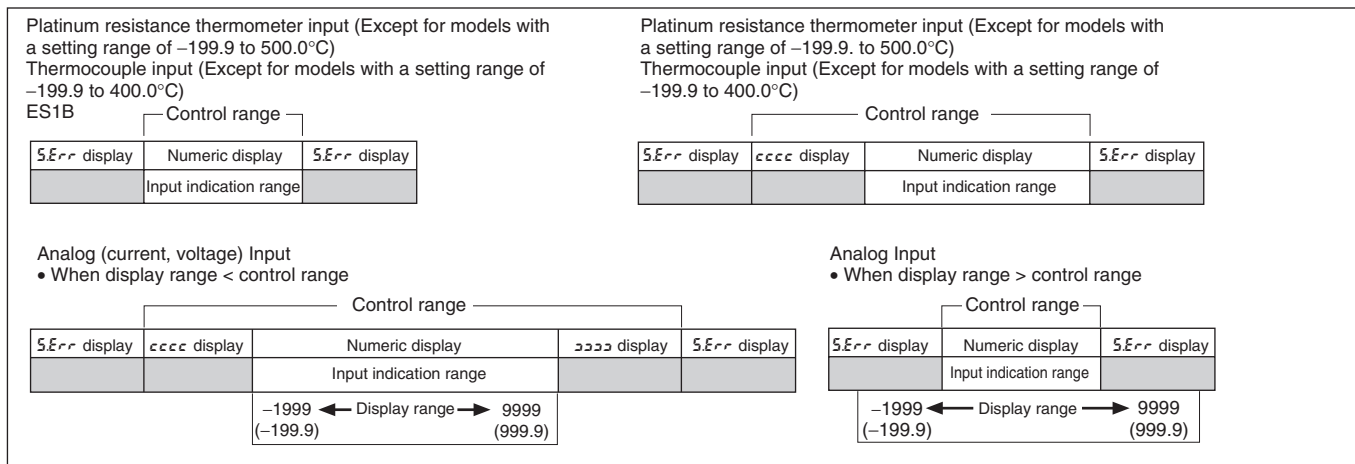 Platinum resistance thermometer input (Except for models with
a setting range of –199.9 to 500.0°C)
Thermocouple input (Except for models with a setting range of
–199.9 to 400.0°C)
ES1B
Control range
S.Err display Numeric display S.Err display
Input indication range
Platinum resistance thermometer input (Except for models with
a setting range of –199.9. to 500.0°C)
Thermocouple input (Except for models with a setting range of
–199.9 to 400.0°C)
Control range
S.Err display cccc display Numeric display S.Err display
Input indication range
Analog (current, voltage) Input
• When display range < control range
Control range
S.Err display cccc display Numeric display ɔɔɔɔ display S.Err display
Input indication range
–1999 Display range 9999
(–199.9) (999.9)
Analog Input
• When display range > control range
Control range
S.Err display Numeric display S.Err display
Input indication range
–1999 Display range 9999
(–199.9) (999.9)